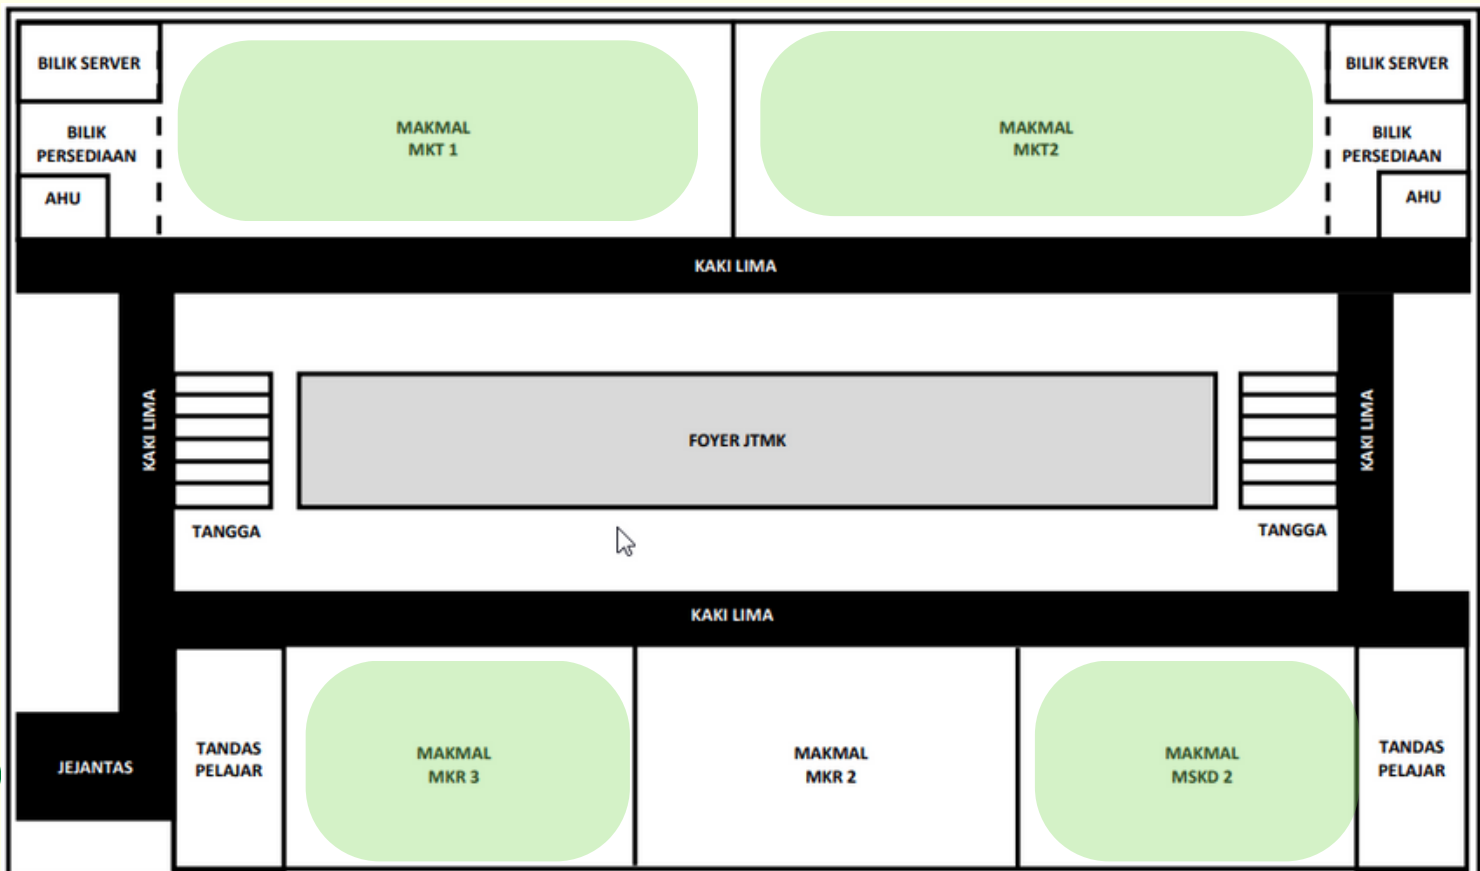 BILIK SERVER
BILIK
PERSEDIAAN
AHU
MAKMAL
MKT 1
MAKMAL
MKT2
BILIK SERVER
BILIK
PERSEDIAAN
AHU
KAKI LIMA
KAKI LIMA
TANGGA
FOYER JTMK
TANGGA
KAKI LIMA
KAKI LIMA
JEJANTAS
TANDAS
PELAJAR
MAKMAL
MKR 3
MAKMAL
MKR 2
MAKMAL
MSKD 2
TANDAS
PELAJAR